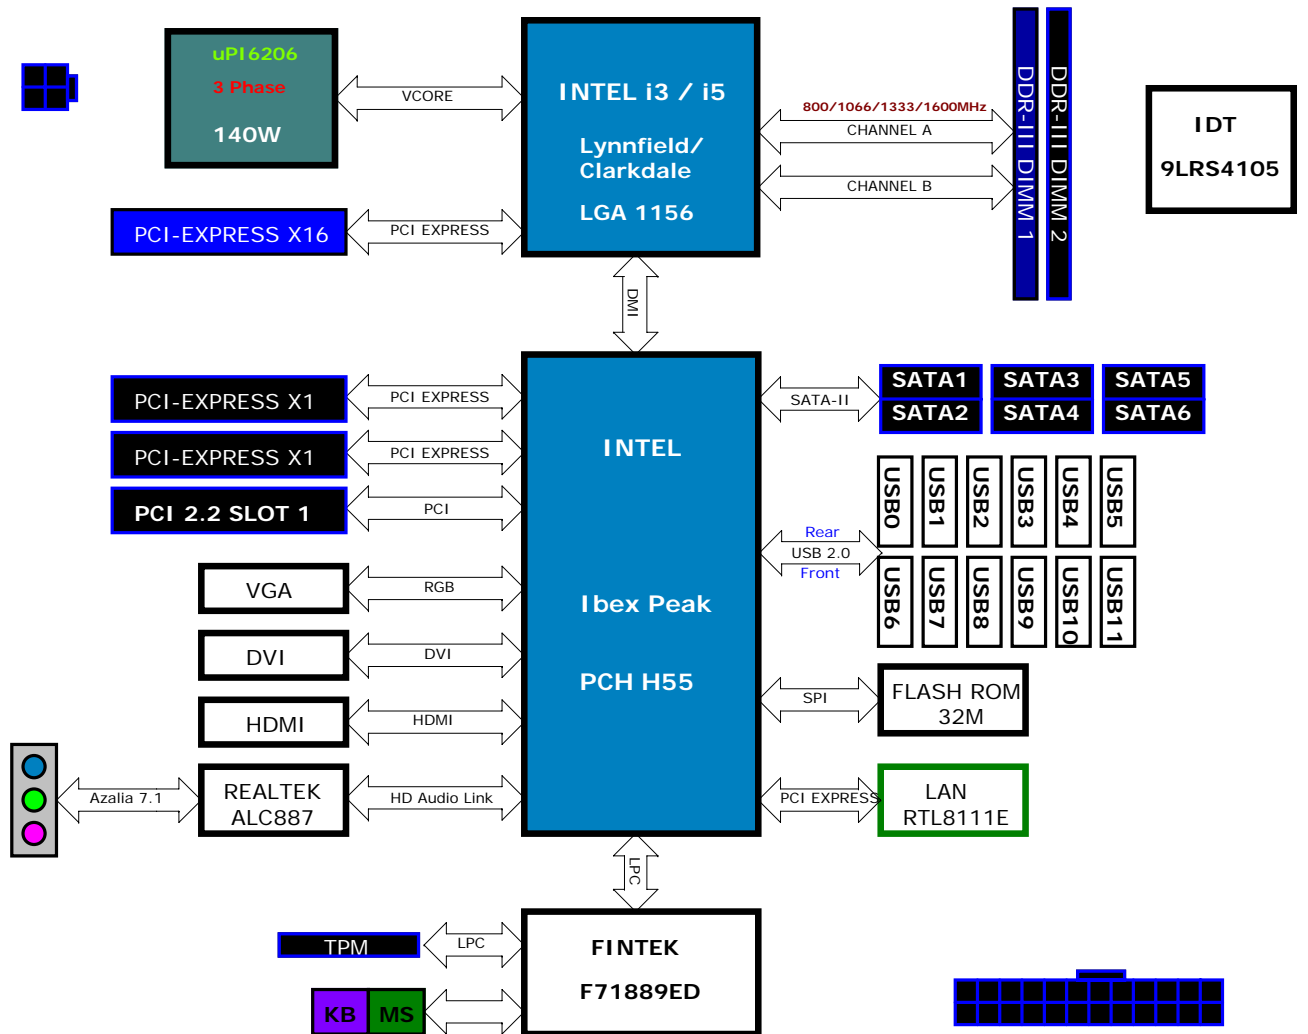 uPI6206
3 Phase
140W
VCORE
INTEL i3 / i5
Lynnfield/
Clarkdale
LGA 1156
800/1066/1333/1600MHz
CHANNEL A
CHANNEL B
DDR-III DIMM 1
DDR-III DIMM 2
IDT
9LRS4105
PCI-EXPRESS X16
PCI EXPRESS
DMI
PCI-EXPRESS X1
PCI EXPRESS
PCI-EXPRESS X1
PCI EXPRESS
PCI 2.2 SLOT 1
PCI
VGA
RGB
DVI
DVI
HDMI
HDMI
Azalia 7.1
REALTEK
ALC887
HD Audio Link
INTEL
Ibex Peak
PCH H55
SATA-II
SATA1
SATA2
SATA3
SATA4
SATA5
SATA6
Rear
USB 2.0
Front
USB0
USB1
USB2
USB3
USB4
USB5
USB6
USB7
USB8
USB9
USB10
USB11
SPI
FLASH ROM
32M
PCI EXPRESS
LAN
RTL8111E
LPC
TPM
LPC
FINTEK
F71889ED
KB
MS